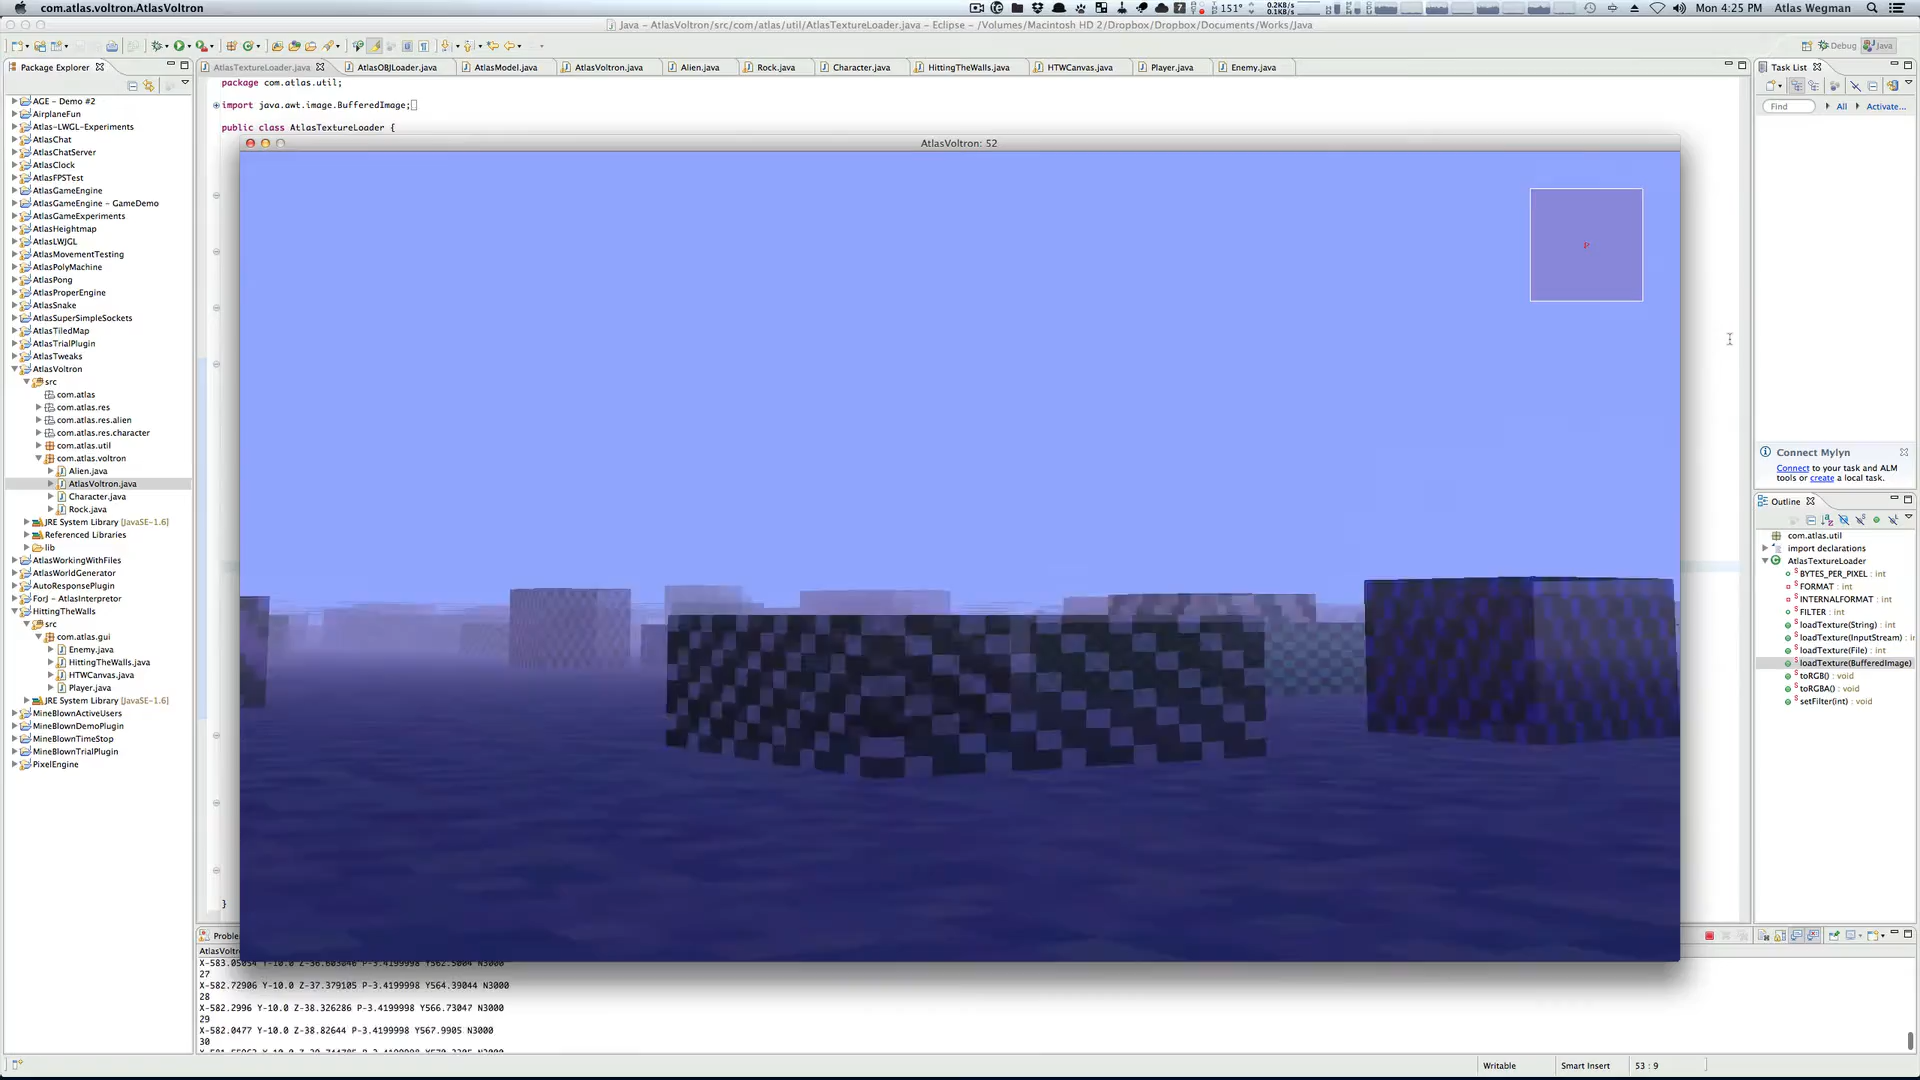 com.atlas.voltron.AtlasVoltron
7
151°
0.2KB/s
0.1KB/s
Mon 4:25 PM Atlas Wegman
Java – AtlasVoltron/src/com/atlas/util/AtlasTextureLoader.java – Eclipse – /Volumes/Macintosh HD 2/Dropbox/Dropbox/Documents/Works/Java
Debug Java
Package Explorer
AtlasTextureLoader.java AtlasOBJLoader.java AtlasModel.java AtlasVoltron.java Alien.java Rock.java Character.java HittingTheWalls.java HTWCanvas.java Player.java Enemy.java
Task List
Find All Activate...
package com.atlas.util;
import java.awt.image.BufferedImage;
public class AtlasTextureLoader {
}
AtlasVoltron: 52
AGE – Demo #2
AirplaneFun
Atlas-LWGL-Experiments
AtlasChat
AtlasChatServer
AtlasClock
AtlasFPSTest
AtlasGameEngine
AtlasGameEngine – GameDemo
AtlasGameExperiments
AtlasHeightmap
AtlasLWJGL
AtlasMovementTesting
AtlasPolyMachine
AtlasPong
AtlasProperEngine
AtlasSnake
AtlasSuperSimpleSockets
AtlasTiledMap
AtlasTrialPlugin
AtlasTweaks
AtlasVoltron
src
com.atlas
com.atlas.res
com.atlas.res.alien
com.atlas.res.character
com.atlas.util
com.atlas.voltron
Alien.java
AtlasVoltron.java
Character.java
Rock.java
JRE System Library [JavaSE-1.6]
Referenced Libraries
lib
AtlasWorkingWithFiles
AtlasWorldGenerator
AutoResponsePlugin
ForJ – AtlasInterpretor
HittingTheWalls
src
com.atlas.gui
Enemy.java
HittingTheWalls.java
HTWCanvas.java
Player.java
JRE System Library [JavaSE-1.6]
MineBlownActiveUsers
MineBlownDemoPlugin
MineBlownTimeStop
MineBlownTrialPlugin
PixelEngine
Connect Mylyn
Connect to your task and ALM
tools or create a local task.
Outline
com.atlas.util
import declarations
AtlasTextureLoader
BYTES_PER_PIXEL : int
FORMAT : int
INTERNALFORMAT : int
FILTER : int
loadTexture(String) : int
loadTexture(InputStream) : i
loadTexture(File) : int
loadTexture(BufferedImage)
toRGB() : void
toRGBA() : void
setFilter(int) : void
Proble
AtlasVoltr
27
X-582.72906 Y-10.0 Z-37.379105 P-3.4199998 Y564.39044 N3000
28
X-582.2996 Y-10.0 Z-38.326286 P-3.4199998 Y566.73047 N3000
29
X-582.0477 Y-10.0 Z-38.82644 P-3.4199998 Y567.9905 N3000
30
Writable Smart Insert 53 : 9